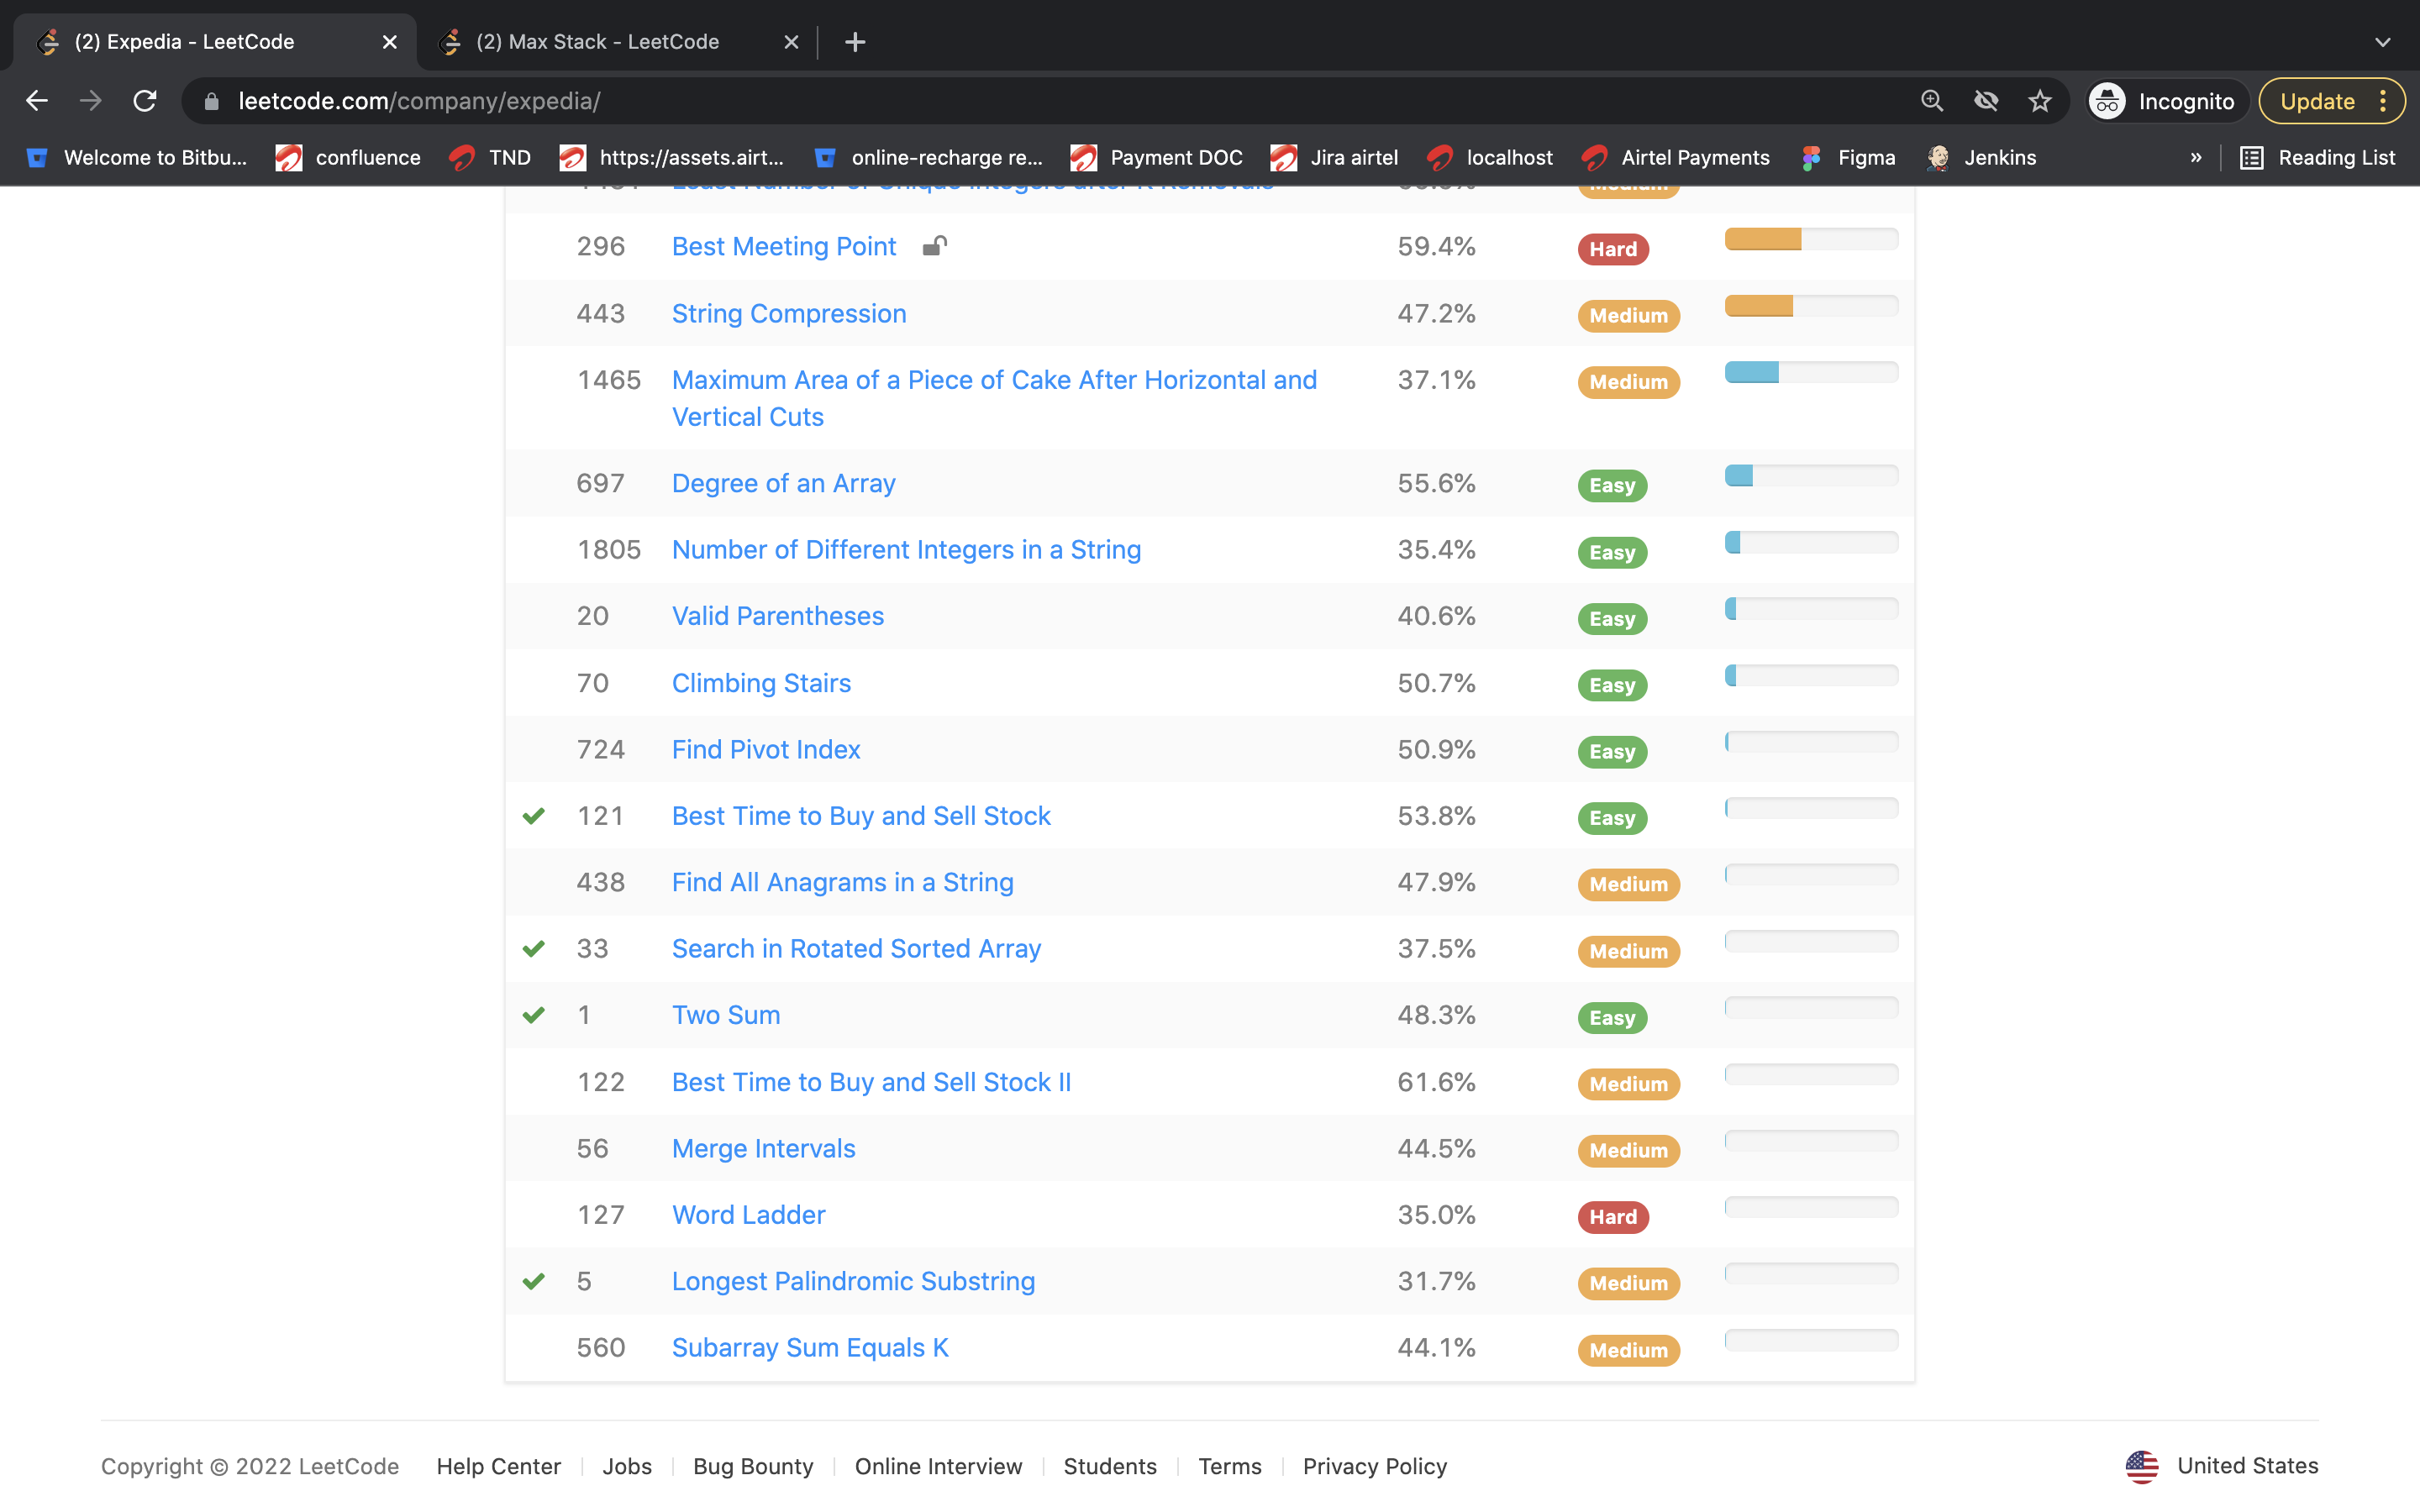 (2) Expedia - LeetCode
(2) Max Stack - LeetCode
leetcode.com/company/expedia/
Incognito
Update
Welcome to Bitbu...
confluence
TND
https://assets.airt...
online-recharge re...
Payment DOC
Jira airtel
localhost
Airtel Payments
Figma
Jenkins
»
Reading List
Least Number of Unique Integers after K Removals Medium
296 Best Meeting Point 59.4% Hard
443 String Compression 47.2% Medium
1465 Maximum Area of a Piece of Cake After Horizontal and 37.1% Medium
Vertical Cuts
697 Degree of an Array 55.6% Easy
1805 Number of Different Integers in a String 35.4% Easy
20 Valid Parentheses 40.6% Easy
70 Climbing Stairs 50.7% Easy
724 Find Pivot Index 50.9% Easy
121 Best Time to Buy and Sell Stock 53.8% Easy
438 Find All Anagrams in a String 47.9% Medium
33 Search in Rotated Sorted Array 37.5% Medium
1 Two Sum 48.3% Easy
122 Best Time to Buy and Sell Stock II 61.6% Medium
56 Merge Intervals 44.5% Medium
127 Word Ladder 35.0% Hard
5 Longest Palindromic Substring 31.7% Medium
560 Subarray Sum Equals K 44.1% Medium
Copyright © 2022 LeetCode Help Center Jobs Bug Bounty Online Interview Students Terms Privacy Policy United States